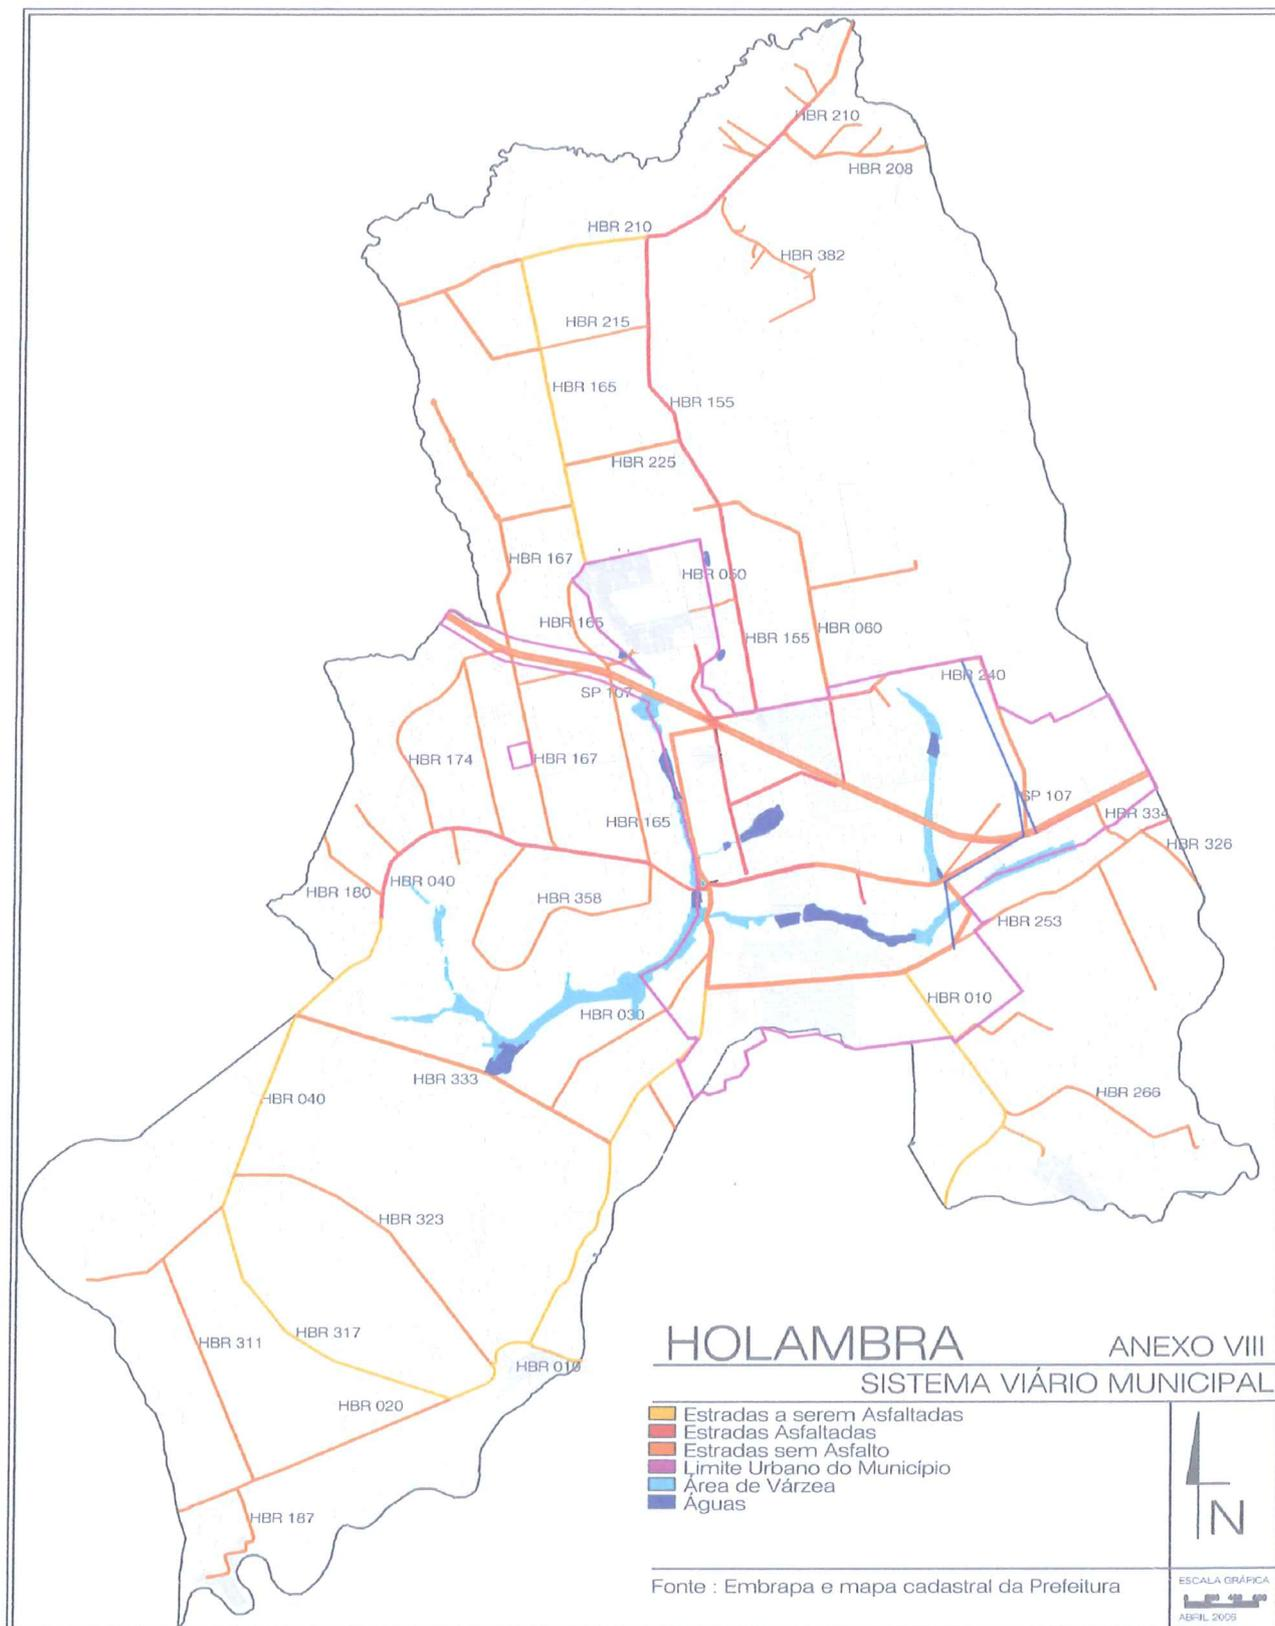 HBR 210
HBR 208
HBR 210
HBR 382
HBR 215
HBR 165
HBR 155
HBR 225
HBR 167
HBR 050
HBR 165
HBR 155
HBR 060
HBR 240
SP 107
HBR 174
HBR 167
SP 107
HBR 334
HBR 165
HBR 326
HBR 180
HBR 040
HBR 358
HBR 253
HBR 010
HBR 030
HBR 333
HBR 040
HBR 266
HBR 323
HBR 311
HBR 317
HBR 010
HBR 020
HBR 187
HOLAMBRA
ANEXO VIII
SISTEMA VIÁRIO MUNICIPAL
Estradas a serem Asfaltadas
Estradas Asfaltadas
Estradas sem Asfalto
Limite Urbano do Município
Área de Várzea
Águas
N
Fonte : Embrapa e mapa cadastral da Prefeitura
ESCALA GRÁFICA
ABRIL 2006